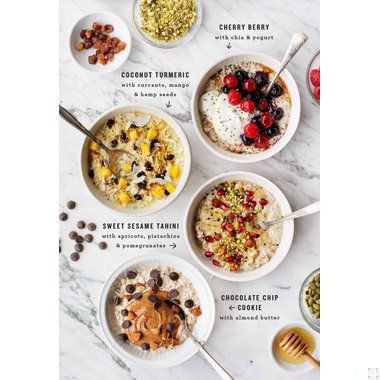 CHERRY BERRY
with chia & yogurt
COCONUT TURMERIC
with currants, mango
& hemp seeds
SWEET SESAME TAHINI
with apricots, pistachios
& pomegranates →
CHOCOLATE CHIP
← COOKIE
with almond butter